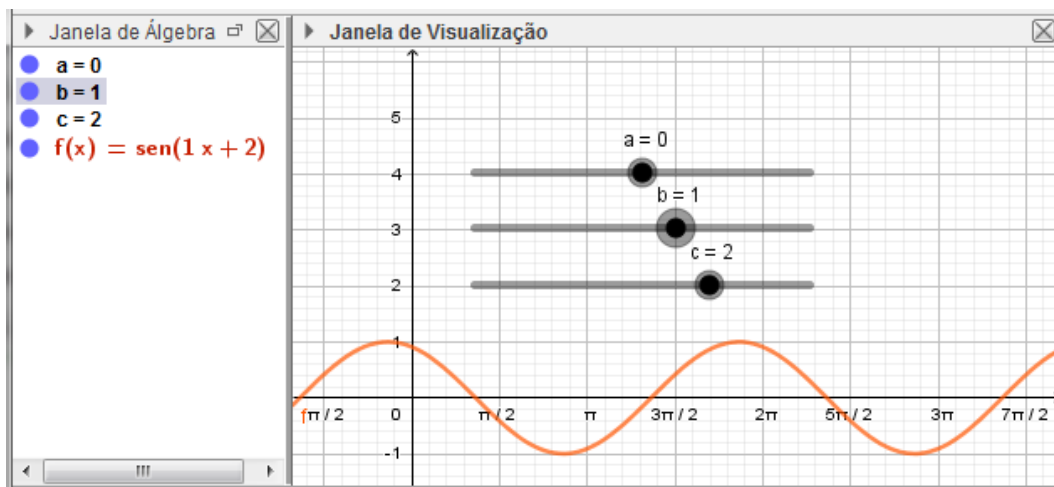 Janela de Álgebra
a = 0
b = 1
c = 2
f(x) = sen(1 x + 2)
Janela de Visualização
5
a = 0
4
b = 1
3
c = 2
2
1
fπ / 2
0
π / 2
π
3π / 2
2π
5π / 2
3π
7π / 2
-1